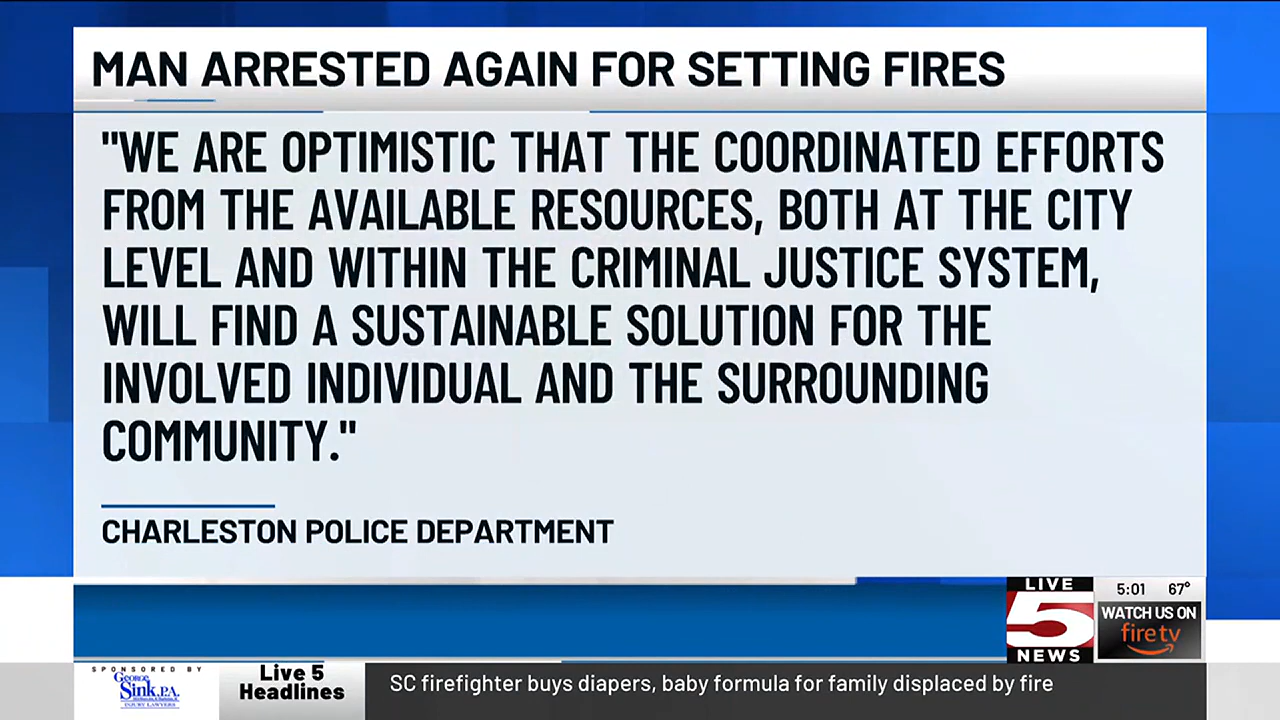 MAN ARRESTED AGAIN FOR SETTING FIRES
"WE ARE OPTIMISTIC THAT THE COORDINATED EFFORTS
FROM THE AVAILABLE RESOURCES, BOTH AT THE CITY
LEVEL AND WITHIN THE CRIMINAL JUSTICE SYSTEM,
WILL FIND A SUSTAINABLE SOLUTION FOR THE
INVOLVED INDIVIDUAL AND THE SURROUNDING
COMMUNITY."
CHARLESTON POLICE DEPARTMENT
LIVE
5
NEWS
5:01 67°
WATCH US ON
firetv
SPONSORED BY
George
Sink, P.A.
INJURY LAWYERS
Live 5
Headlines
SC firefighter buys diapers, baby formula for family displaced by fire